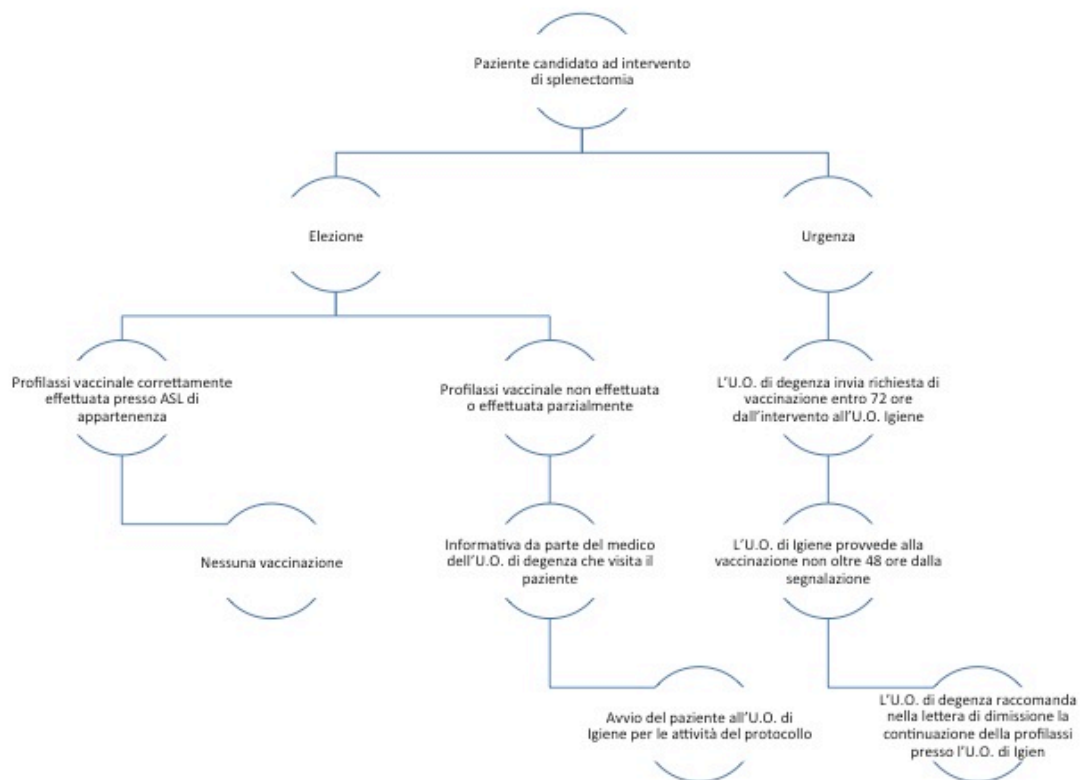 Paziente candidato ad intervento
di splenectomia
Elezione
Urgenza
Profilassi vaccinale correttamente
effettuata presso ASL di
appartenenza
Profilassi vaccinale non effettuata
o effettuata parzialmente
L'U.O. di degenza invia richiesta di
vaccinazione entro 72 ore
dall'intervento all'U.O. Igiene
Nessuna vaccinazione
Informativa da parte del medico
dell'U.O. di degenza che visita il
paziente
L'U.O. di Igiene provvede alla
vaccinazione non oltre 48 ore dalla
segnalazione
Avvio del paziente all'U.O. di
Igiene per le attività del protocollo
L'U.O. di degenza raccomanda
nella lettera di dimissione la
continuazione della profilassi
presso l'U.O. di Igien